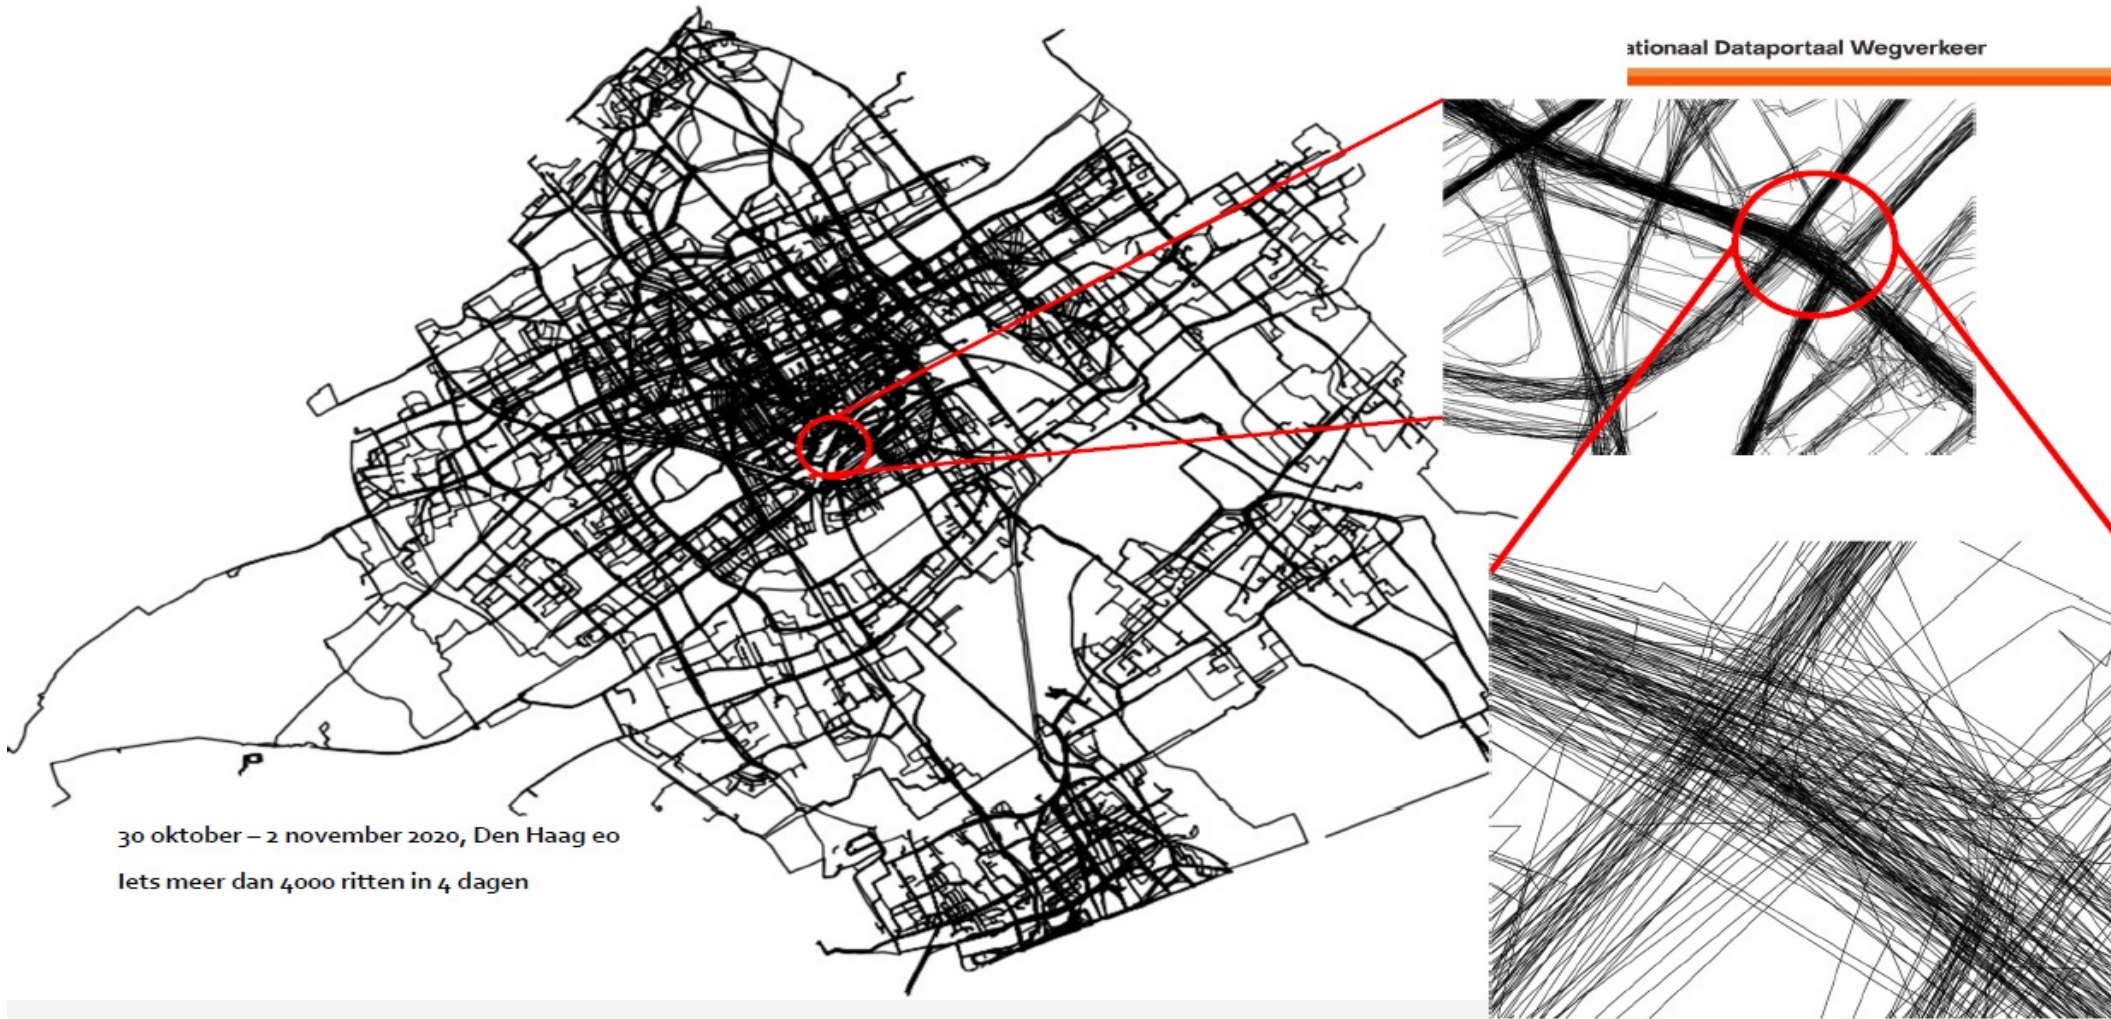 ationaal Dataportaal Wegverkeer
30 oktober – 2 november 2020, Den Haag eo
Iets meer dan 4000 ritten in 4 dagen